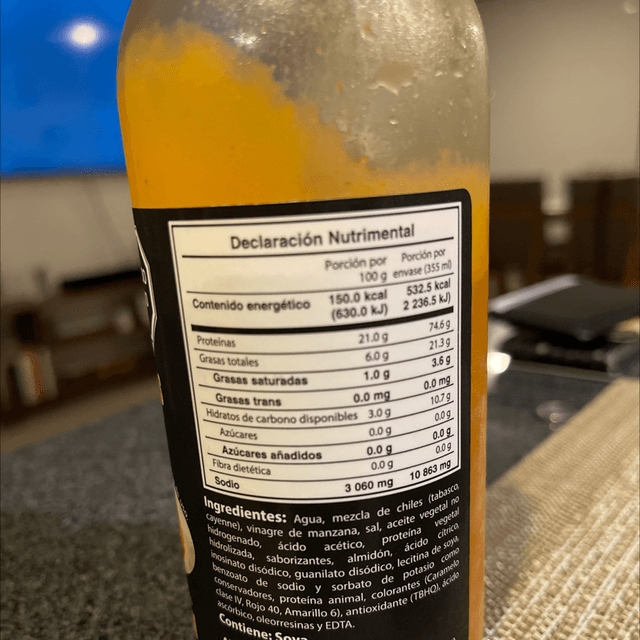 Declaración Nutrimental
Porción por 100 g Porción por envase (355 ml)
Contenido energético 150.0 kcal (630.0 kJ) 532.5 kcal 2 236.5 kJ)
Proteínas 21.0 g 74.6 g
Grasas totales 6.0 g 21.3 g
Grasas saturadas 1.0 g 3.6 g
Grasas trans 0.0 mg 0.0 mg
Hidratos de carbono disponibles 3.0 g 10.7 g
Azúcares 0.0 g 0.0 g
Azúcares añadidos 0.0 g 0.0 g
Fibra dietética 0.0 g 0.0 g
Sodio 3 060 mg 10 863 mg
Ingredientes: Agua, mezcla de chiles (tabasco,
cayenne), vinagre de manzana, sal, aceite vegetal no
hidrogenado, ácido acético, proteína vegetal
hidrolizada, saborizantes, almidón, ácido cítrico,
inosinato disódico, guanilato disódico, lecitina de soya,
benzoato de sodio y sorbato de potasio como
conservadores, proteína animal, colorantes (Caramelo
clase IV, Rojo 40, Amarillo 6), antioxidante (TBHQ), ácido
ascórbico, oleorresinas y EDTA.
Contiene: Soya